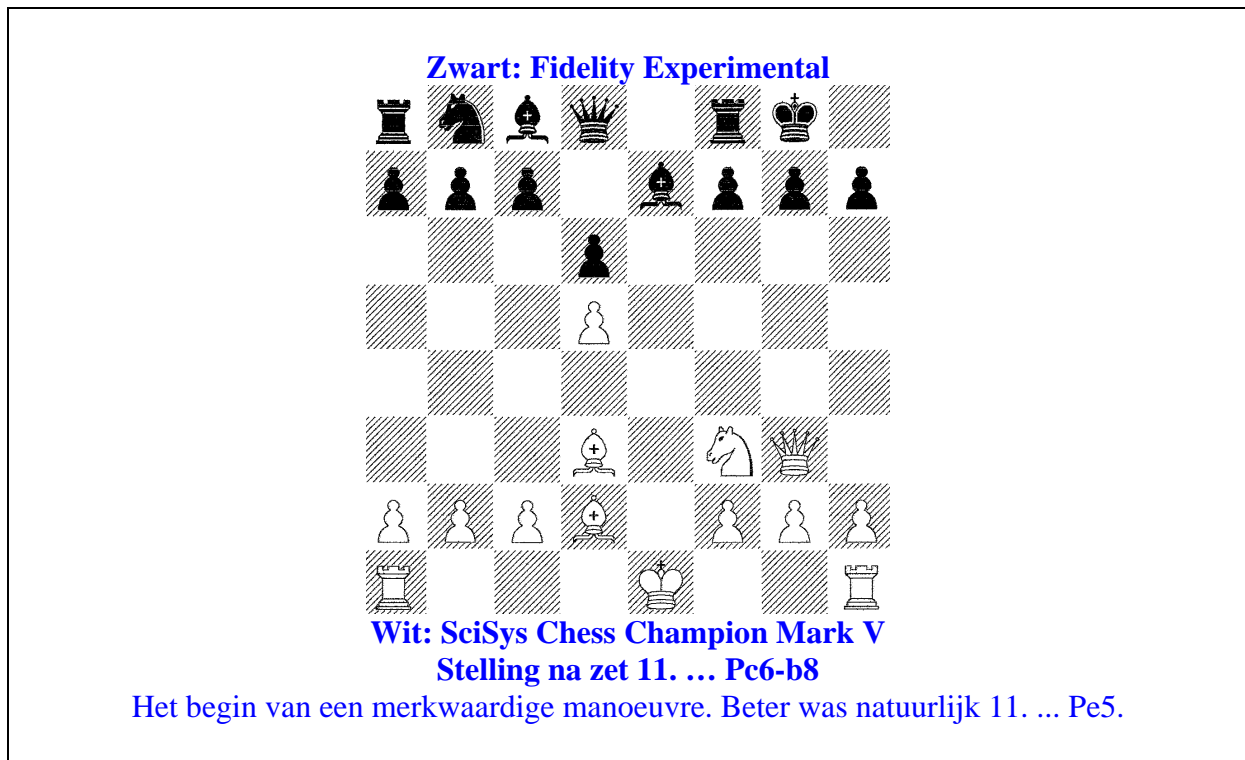 Zwart: Fidelity Experimental
Wit: SciSys Chess Champion Mark V
Stelling na zet 11. … Pc6-b8
Het begin van een merkwaardige manoeuvre. Beter was natuurlijk 11. ... Pe5.